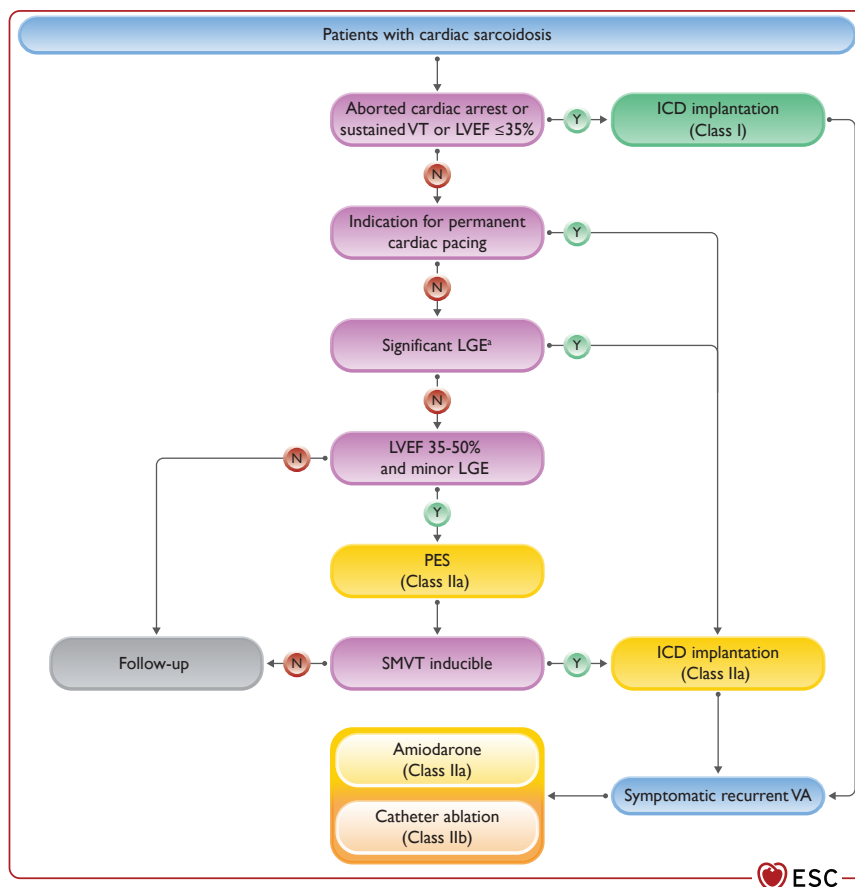 Patients with cardiac sarcoidosis
Aborted cardiac arrest or
sustained VT or LVEF ≤35%
Y
ICD implantation
(Class I)
N
Indication for permanent
cardiac pacing
Y
N
Significant LGEᵃ
Y
N
LVEF 35-50%
and minor LGE
N
Y
PES
(Class IIa)
Follow-up
N
SMVT inducible
Y
ICD implantation
(Class IIa)
Amiodarone
(Class IIa)
Catheter ablation
(Class IIb)
Symptomatic recurrent VA
ESC